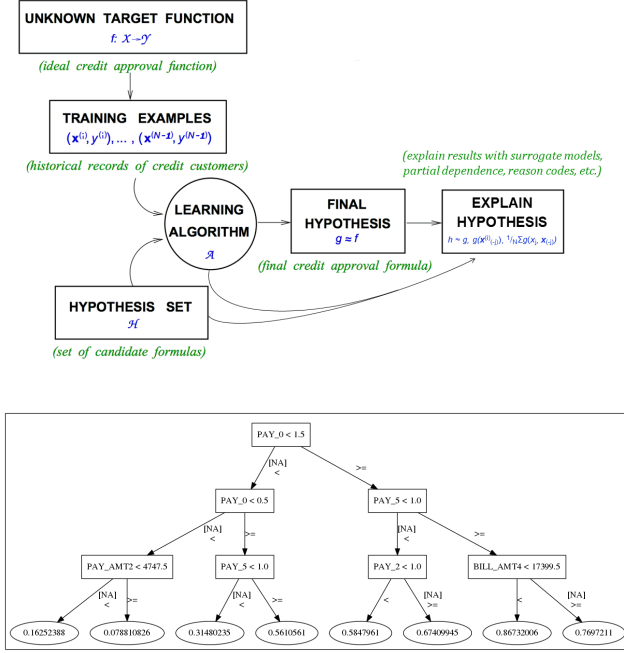 UNKNOWN TARGET FUNCTION
f: X→Y
(ideal credit approval function)
TRAINING EXAMPLES
(x⁽ⁱ⁾, y⁽ⁱ⁾), ... , (x⁽ᴺ⁻¹⁾, y⁽ᴺ⁻¹⁾)
(historical records of credit customers)
LEARNING
ALGORITHM
A
HYPOTHESIS SET
H
(set of candidate formulas)
FINAL
HYPOTHESIS
g ≈ f
(final credit approval formula)
(explain results with surrogate models,
partial dependence, reason codes, etc.)
EXPLAIN
HYPOTHESIS
h ≈ g, g(x⁽ʲ⁾₍₋ⱼ₎), ¹/NΣg(xⱼ, x₍₋ⱼ₎)
PAY_0 < 1.5
[NA]
<
>=
PAY_0 < 0.5
PAY_5 < 1.0
[NA]
<
>=
[NA]
<
>=
PAY_AMT2 < 4747.5
PAY_5 < 1.0
PAY_2 < 1.0
BILL_AMT4 < 17399.5
[NA]
<
[NA]
>=
[NA]
<
>=
<
[NA]
>=
<
[NA]
>=
0.16252388
0.078810826
0.31480235
0.5610561
0.5847961
0.67409945
0.86732006
0.7697211